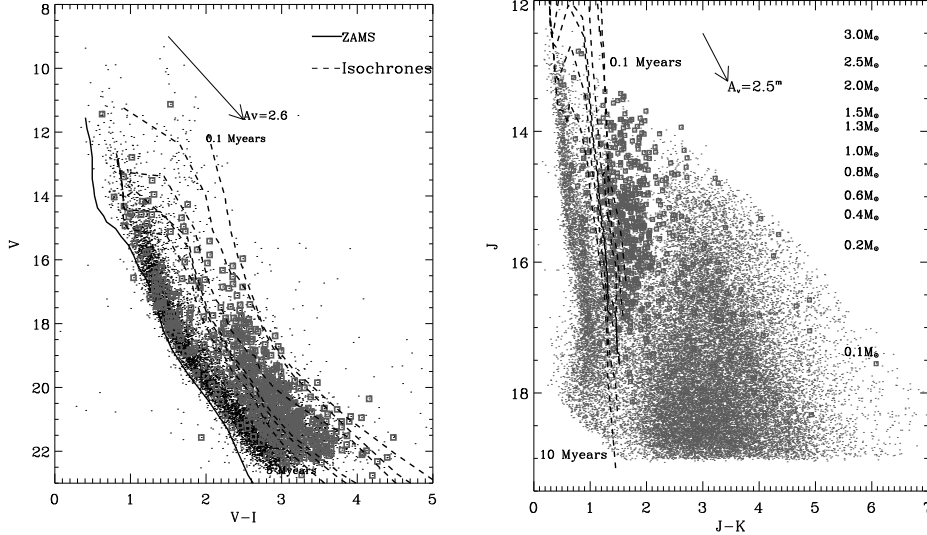 8
10
12
14
16
18
20
22
V
0
1
2
3
4
5
V-I
ZAMS
Isochrones
Av=2.6
0.1 Myears
Myears
12
14
16
18
J
0
1
2
3
4
5
6
7
J-K
0.1 Myears
Aᵥ=2.5ᵐ
10 Myears
3.0M⊙
2.5M⊙
2.0M⊙
1.5M⊙
1.3M⊙
1.0M⊙
0.8M⊙
0.6M⊙
0.4M⊙
0.2M⊙
0.1M⊙